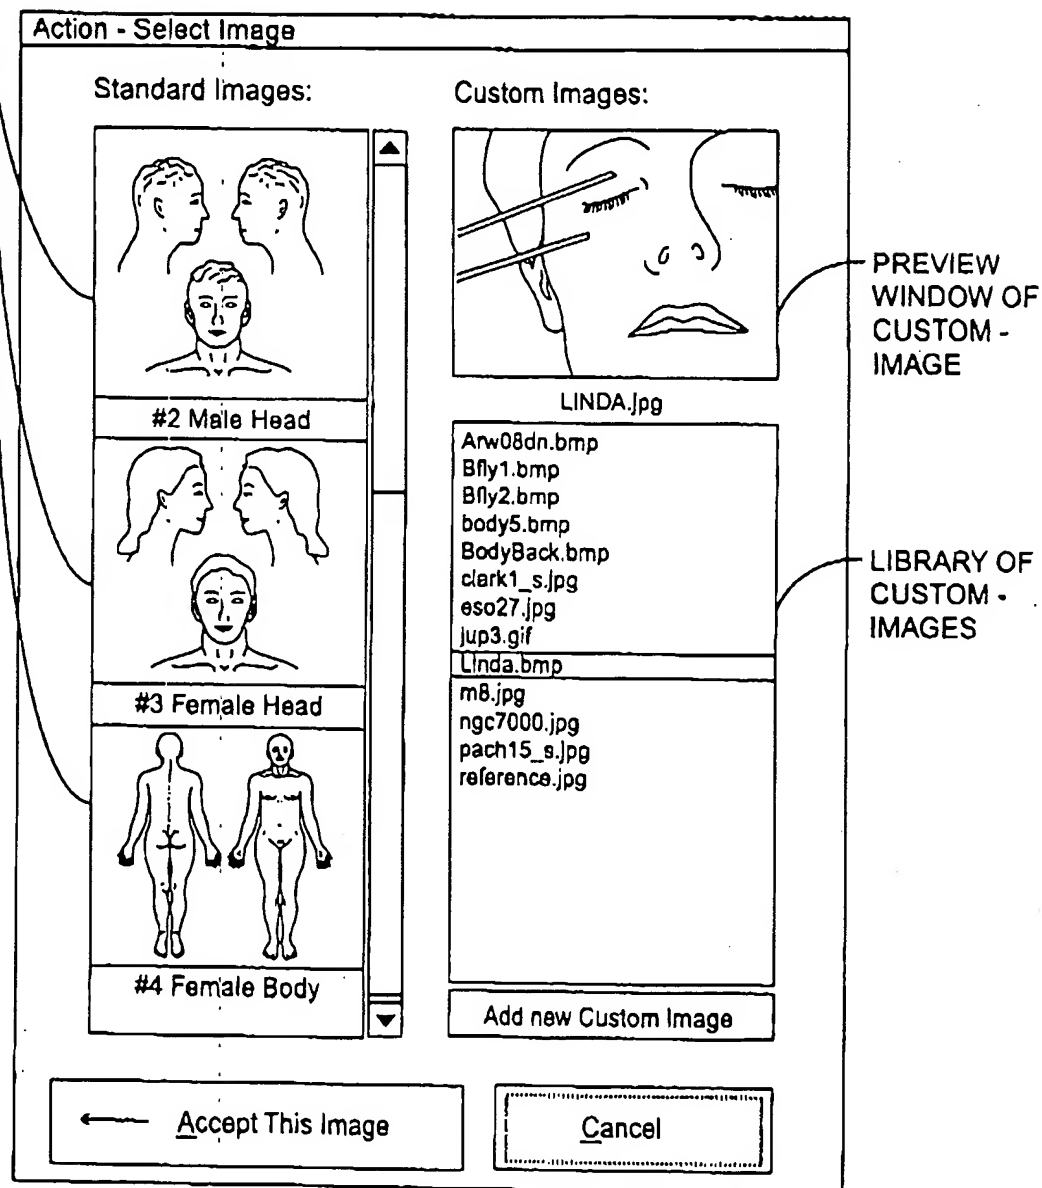 Action - Select Image
Standard Images:
#2 Male Head
#3 Female Head
#4 Female Body
Custom Images:
LINDA.jpg
Arw08dn.bmp
Bfly1.bmp
Bfly2.bmp
body5.bmp
BodyBack.bmp
clark1_s.jpg
eso27.jpg
jup3.gif
Linda.bmp
m8.jpg
ngc7000.jpg
pach15_s.jpg
reference.jpg
Add new Custom Image
Accept This Image
Cancel
PREVIEW
WINDOW OF
CUSTOM -
IMAGE
LIBRARY OF
CUSTOM -
IMAGES